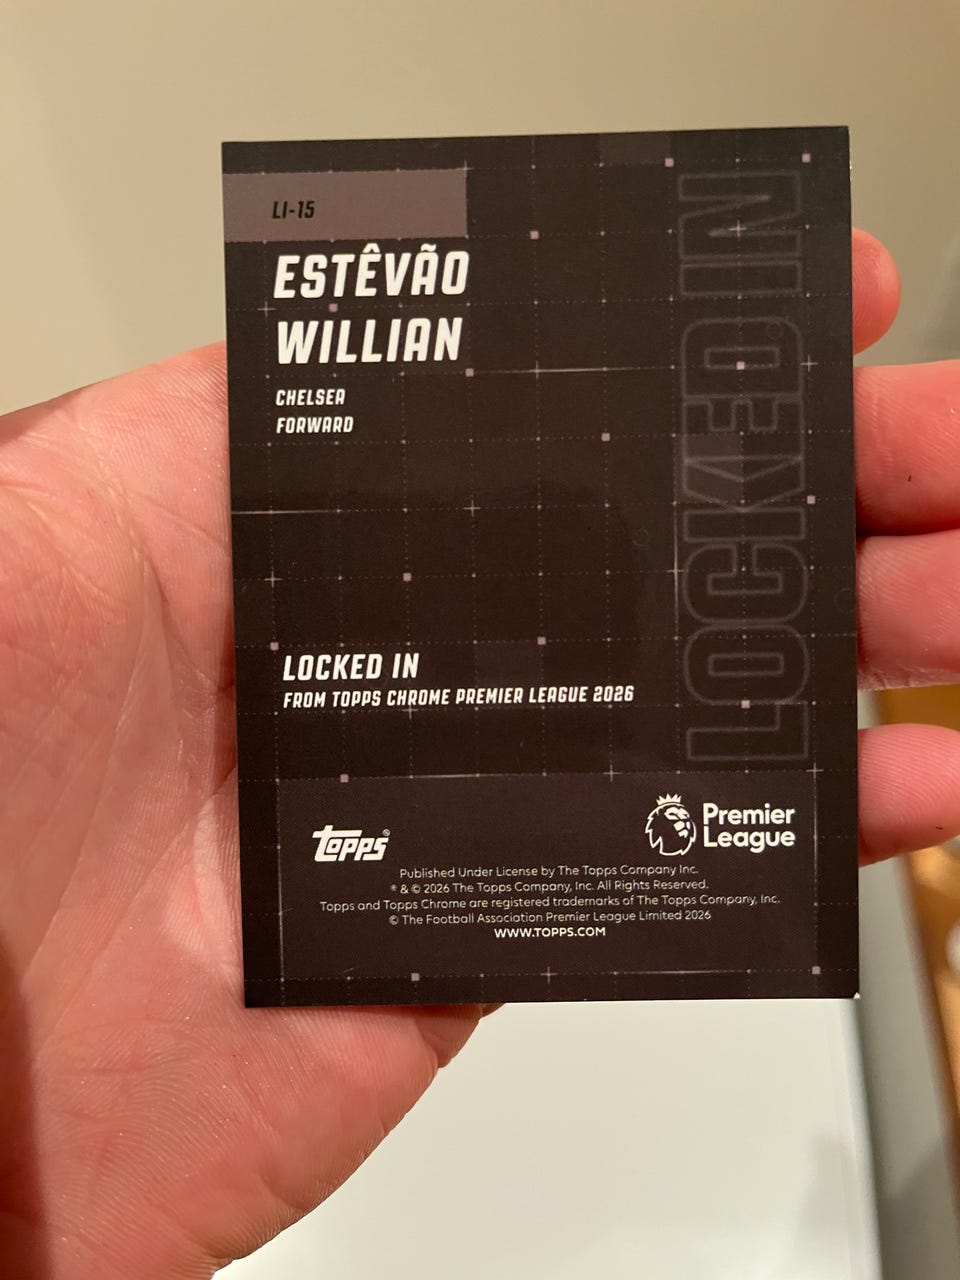 LI-15
ESTÊVÃO
WILLIAN
CHELSEA
FORWARD
LOCKED IN
LOCKED IN
FROM TOPPS CHROME PREMIER LEAGUE 2026
Topps®
Premier
League
Published Under License by The Topps Company Inc.
® & © 2026 The Topps Company, Inc. All Rights Reserved.
Topps and Topps Chrome are registered trademarks of The Topps Company, Inc.
© The Football Association Premier League Limited 2026
WWW.TOPPS.COM